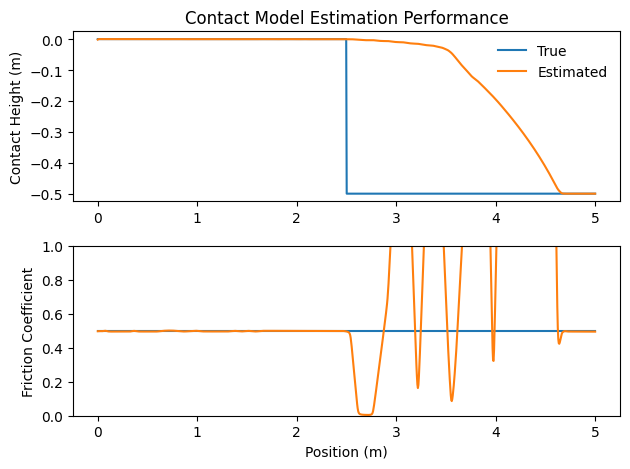 Contact Model Estimation Performance
Contact Height (m)
0.0
−0.1
−0.2
−0.3
−0.4
−0.5
True
Estimated
0 1 2 3 4 5
Friction Coefficient
1.0
0.8
0.6
0.4
0.2
0.0
0 1 2 3 4 5
Position (m)